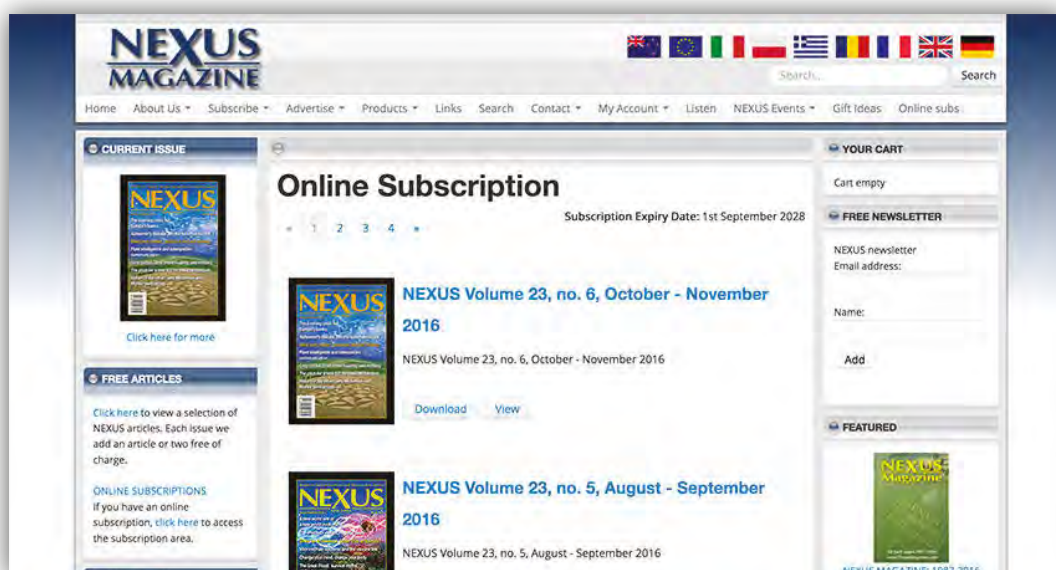 NEXUS
MAGAZINE
Search...
Search
Home About Us Subscribe Advertise Products Links Search Contact My Account Listen NEXUS Events Gift Ideas Online subs
CURRENT ISSUE
NEXUS
Click here for more
FREE ARTICLES
Click here to view a selection of
NEXUS articles. Each issue we
add an article or two free of
charge.
ONLINE SUBSCRIPTIONS
If you have an online
subscription, click here to access
the subscription area.
Online Subscription
Subscription Expiry Date: 1st September 2028
« 1 2 3 4 »
NEXUS
NEXUS Volume 23, no. 6, October - November
2016
NEXUS Volume 23, no. 6, October - November 2016
Download View
NEXUS
NEXUS Volume 23, no. 5, August - September
2016
NEXUS Volume 23, no. 5, August - September 2016
YOUR CART
Cart empty
FREE NEWSLETTER
NEXUS newsletter
Email address:
Name:
Add
FEATURED
NEXUS
Magazine
NEXUS MAGAZINE: 1987-2016